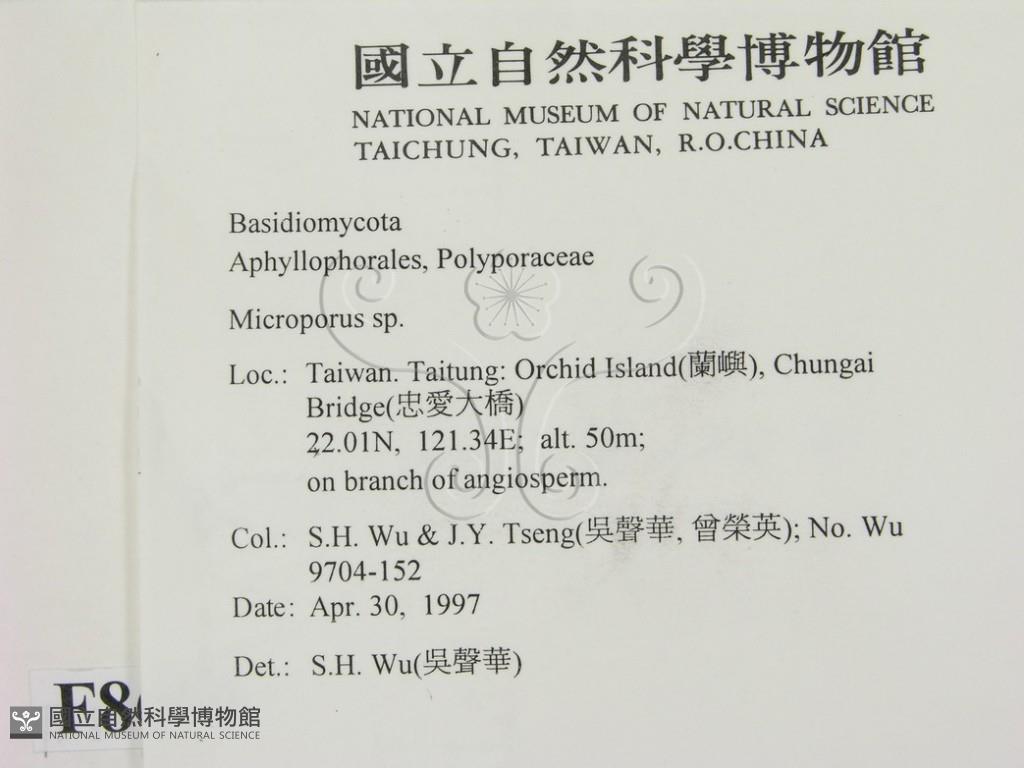 國立自然科學博物館
NATIONAL MUSEUM OF NATURAL SCIENCE
TAICHUNG, TAIWAN, R.O.CHINA
Basidiomycota
Aphyllophorales, Polyporaceae
Microporus sp.
Loc.: Taiwan. Taitung: Orchid Island(蘭嶼), Chungai
Bridge(忠愛大橋)
22.01N, 121.34E; alt. 50m;
on branch of angiosperm.
Col.: S.H. Wu & J.Y. Tseng(吳聲華, 曾榮英); No. Wu
9704-152
Date: Apr. 30, 1997
Det.: S.H. Wu(吳聲華)
F8
國立自然科學博物館
NATIONAL MUSEUM OF NATURAL SCIENCE